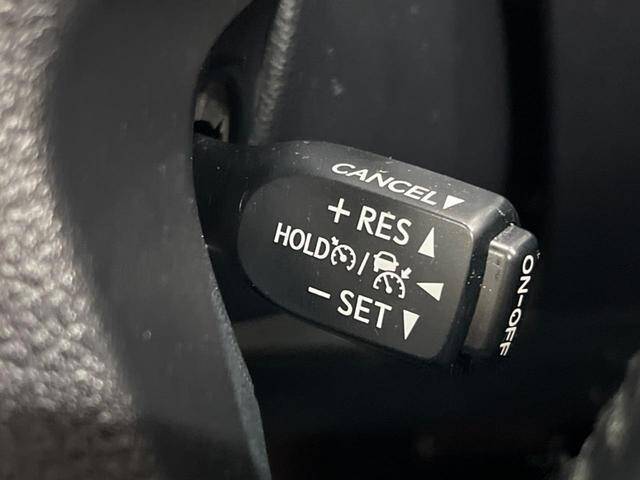 CANCEL▼
+ RES ▲
HOLD / ◀
− SET ▼
ON-OFF